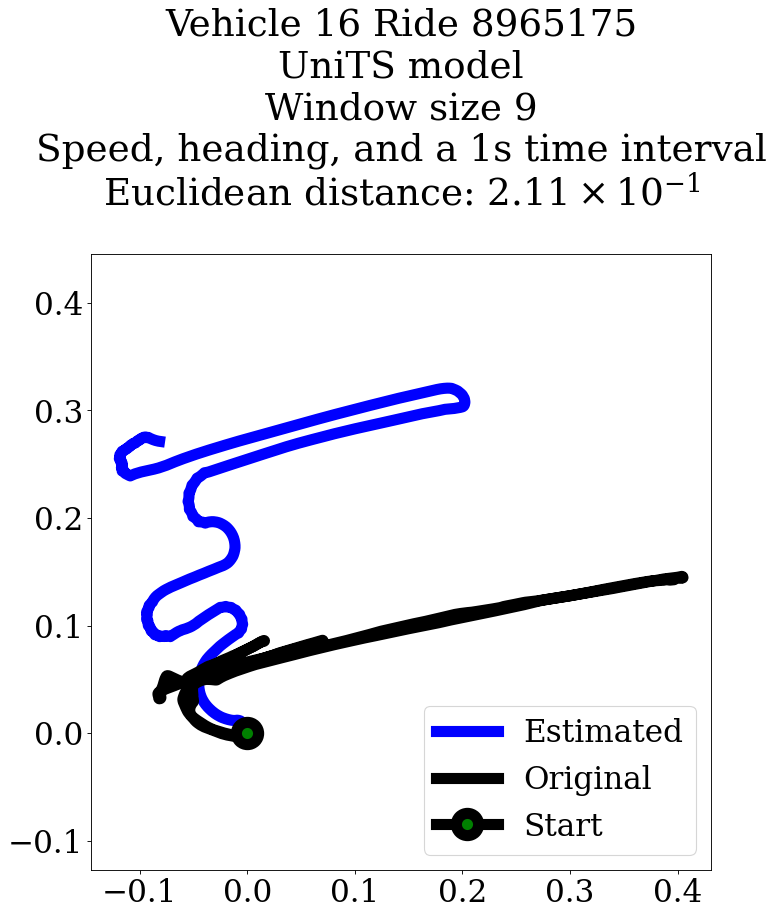 Vehicle 16 Ride 8965175
UniTS model
Window size 9
Speed, heading, and a 1s time interval
Euclidean distance: 2.11 × 10⁻¹
0.4
0.3
0.2
0.1
0.0
−0.1
Estimated
Original
Start
−0.1 0.0 0.1 0.2 0.3 0.4